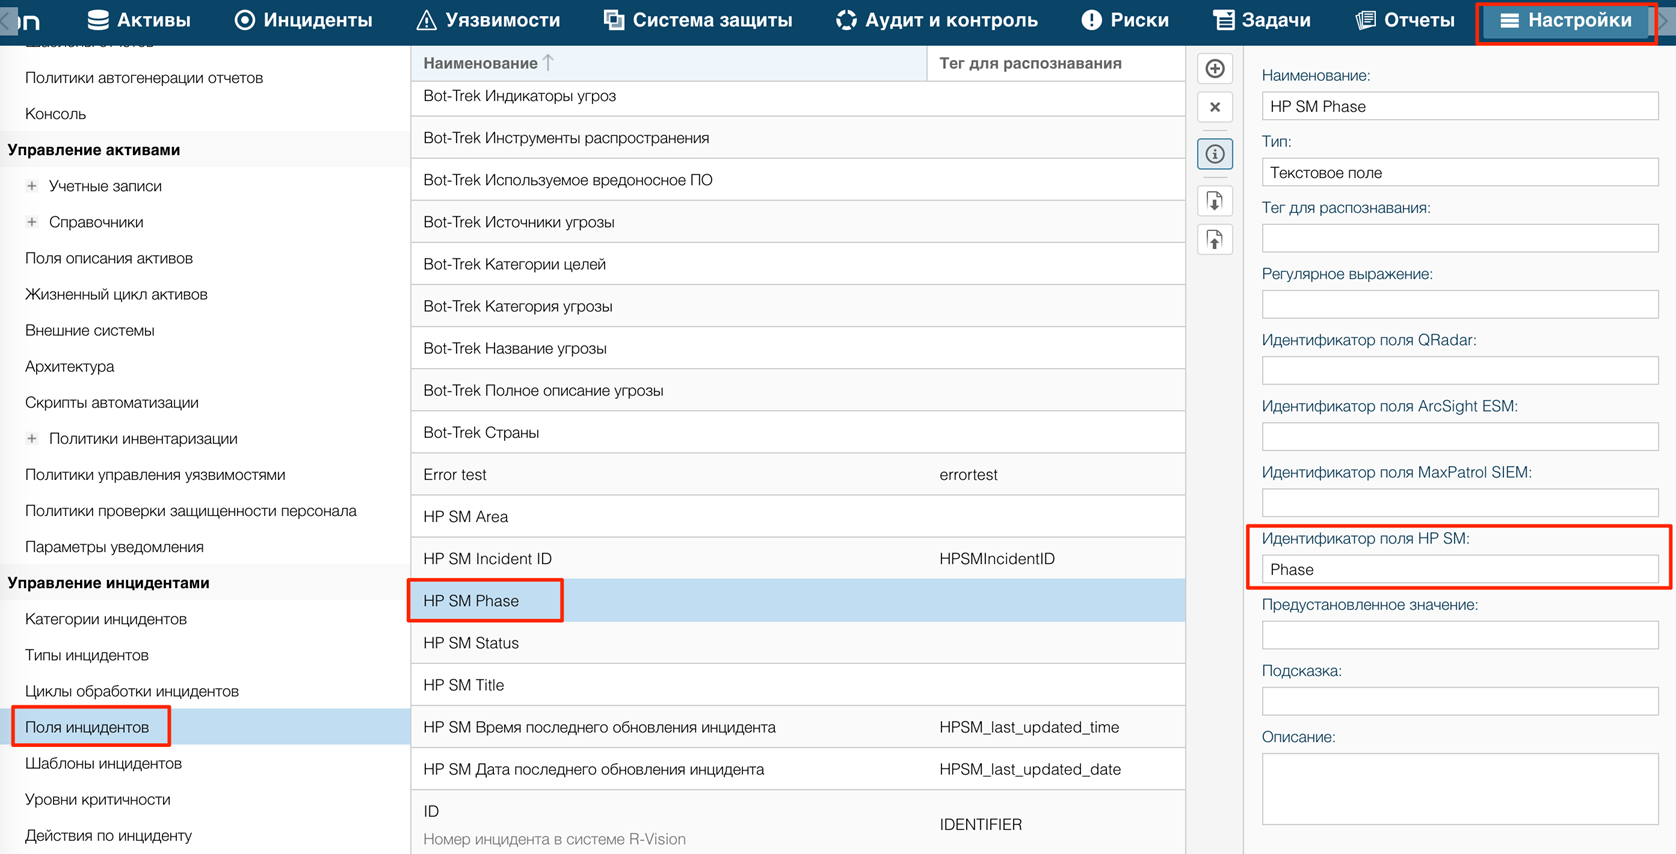 Активы
Инциденты
Уязвимости
Система защиты
Аудит и контроль
Риски
Задачи
Отчеты
Настройки
Политики автогенерации отчетов
Консоль
Управление активами
Учетные записи
Справочники
Поля описания активов
Жизненный цикл активов
Внешние системы
Архитектура
Скрипты автоматизации
Политики инвентаризации
Политики управления уязвимостями
Политики проверки защищенности персонала
Параметры уведомления
Управление инцидентами
Категории инцидентов
Типы инцидентов
Циклы обработки инцидентов
Поля инцидентов
Шаблоны инцидентов
Уровни критичности
Действия по инциденту
Наименование Тег для распознавания
Bot-Trek Индикаторы угроз
Bot-Trek Инструменты распространения
Bot-Trek Используемое вредоносное ПО
Bot-Trek Источники угрозы
Bot-Trek Категории целей
Bot-Trek Категория угрозы
Bot-Trek Название угрозы
Bot-Trek Полное описание угрозы
Bot-Trek Страны
Error test errortest
HP SM Area
HP SM Incident ID HPSMIncidentID
HP SM Phase
HP SM Status
HP SM Title
HP SM Время последнего обновления инцидента HPSM_last_updated_time
HP SM Дата последнего обновления инцидента HPSM_last_updated_date
ID IDENTIFIER
Номер инцидента в системе R-Vision
Наименование:
HP SM Phase
Тип:
Текстовое поле
Тег для распознавания:
Регулярное выражение:
Идентификатор поля QRadar:
Идентификатор поля ArcSight ESM:
Идентификатор поля MaxPatrol SIEM:
Идентификатор поля HP SM:
Phase
Предустановленное значение:
Подсказка:
Описание: